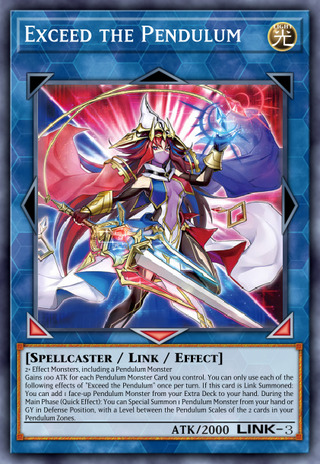 Exceed the Pendulum
LIGHT
光
[Spellcaster / Link / Effect]
2+ Effect Monsters, including a Pendulum Monster
Gains 100 ATK for each Pendulum Monster Card you control. You can only use each of the
following effects of "Exceed the Pendulum" once per turn. If this card is Link Summoned:
You can add 1 face-up Pendulum Monster from your Extra Deck to your hand. During the
Main Phase (Quick Effect): You can Special Summon 1 Pendulum Monster from your hand or
GY in Defense Position, with a Level between the Pendulum Scales of the 2 cards in your
Pendulum Zones.
ATK/2000 LINK-3